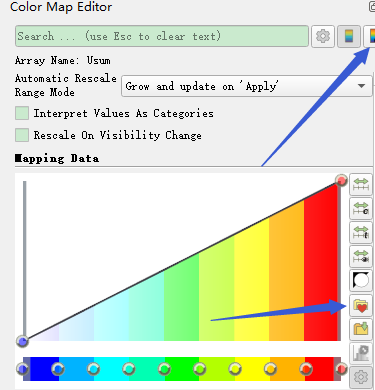 Color Map Editor
Search ... (use Esc to clear text)
Array Name: Usum
Automatic Rescale
Range Mode
Grow and update on 'Apply'
Interpret Values As Categories
Rescale On Visibility Change
Mapping Data